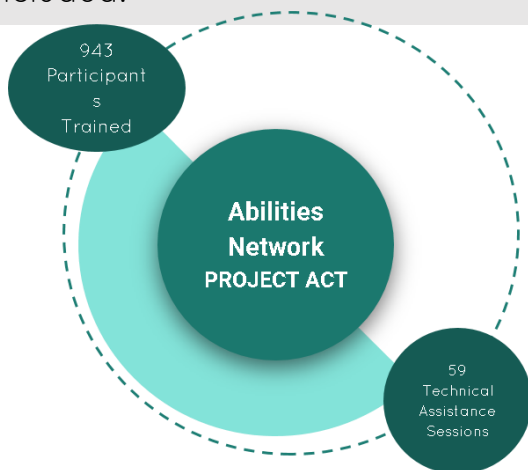 943
Participant
s
Trained
Abilities
Network
PROJECT ACT
59
Technical
Assistance
Sessions